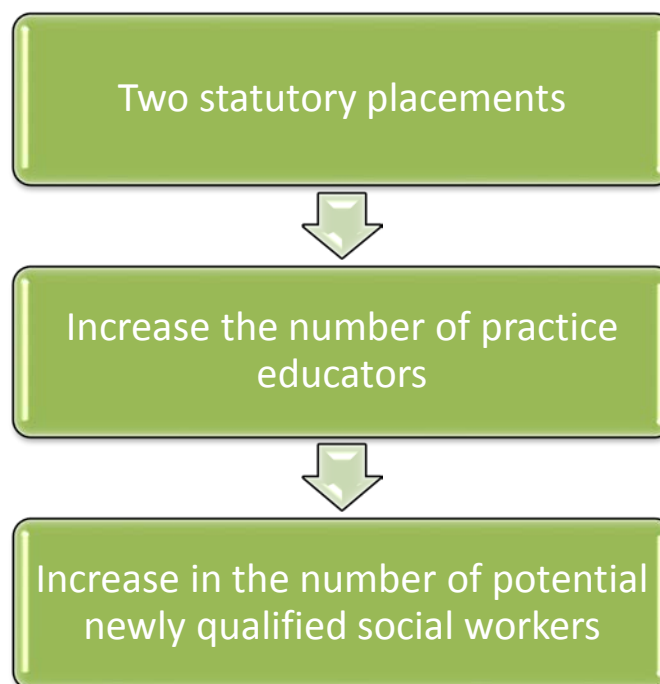 Two statutory placements
Increase the number of practice
educators
Increase in the number of potential
newly qualified social workers